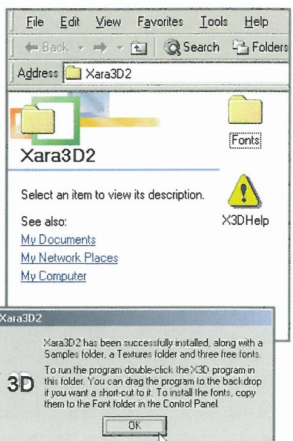 File Edit View Favorites Tools Help
Back Search Folders
Address Xara3D2
Fonts
Xara3D2
Select an item to view its description.
X3DHelp
See also:
My Documents
My Network Places
My Computer
Xara3D2
Xara3D2 has been successfully installed, along with a
Samples folder, a Textures folder and three free fonts.
3D
To run the program double-click the X3D program in
this folder. You can drag the program to the backdrop
if you want a short-cut to it. To install the fonts, copy
them to the Font folder in the Control Panel.
OK